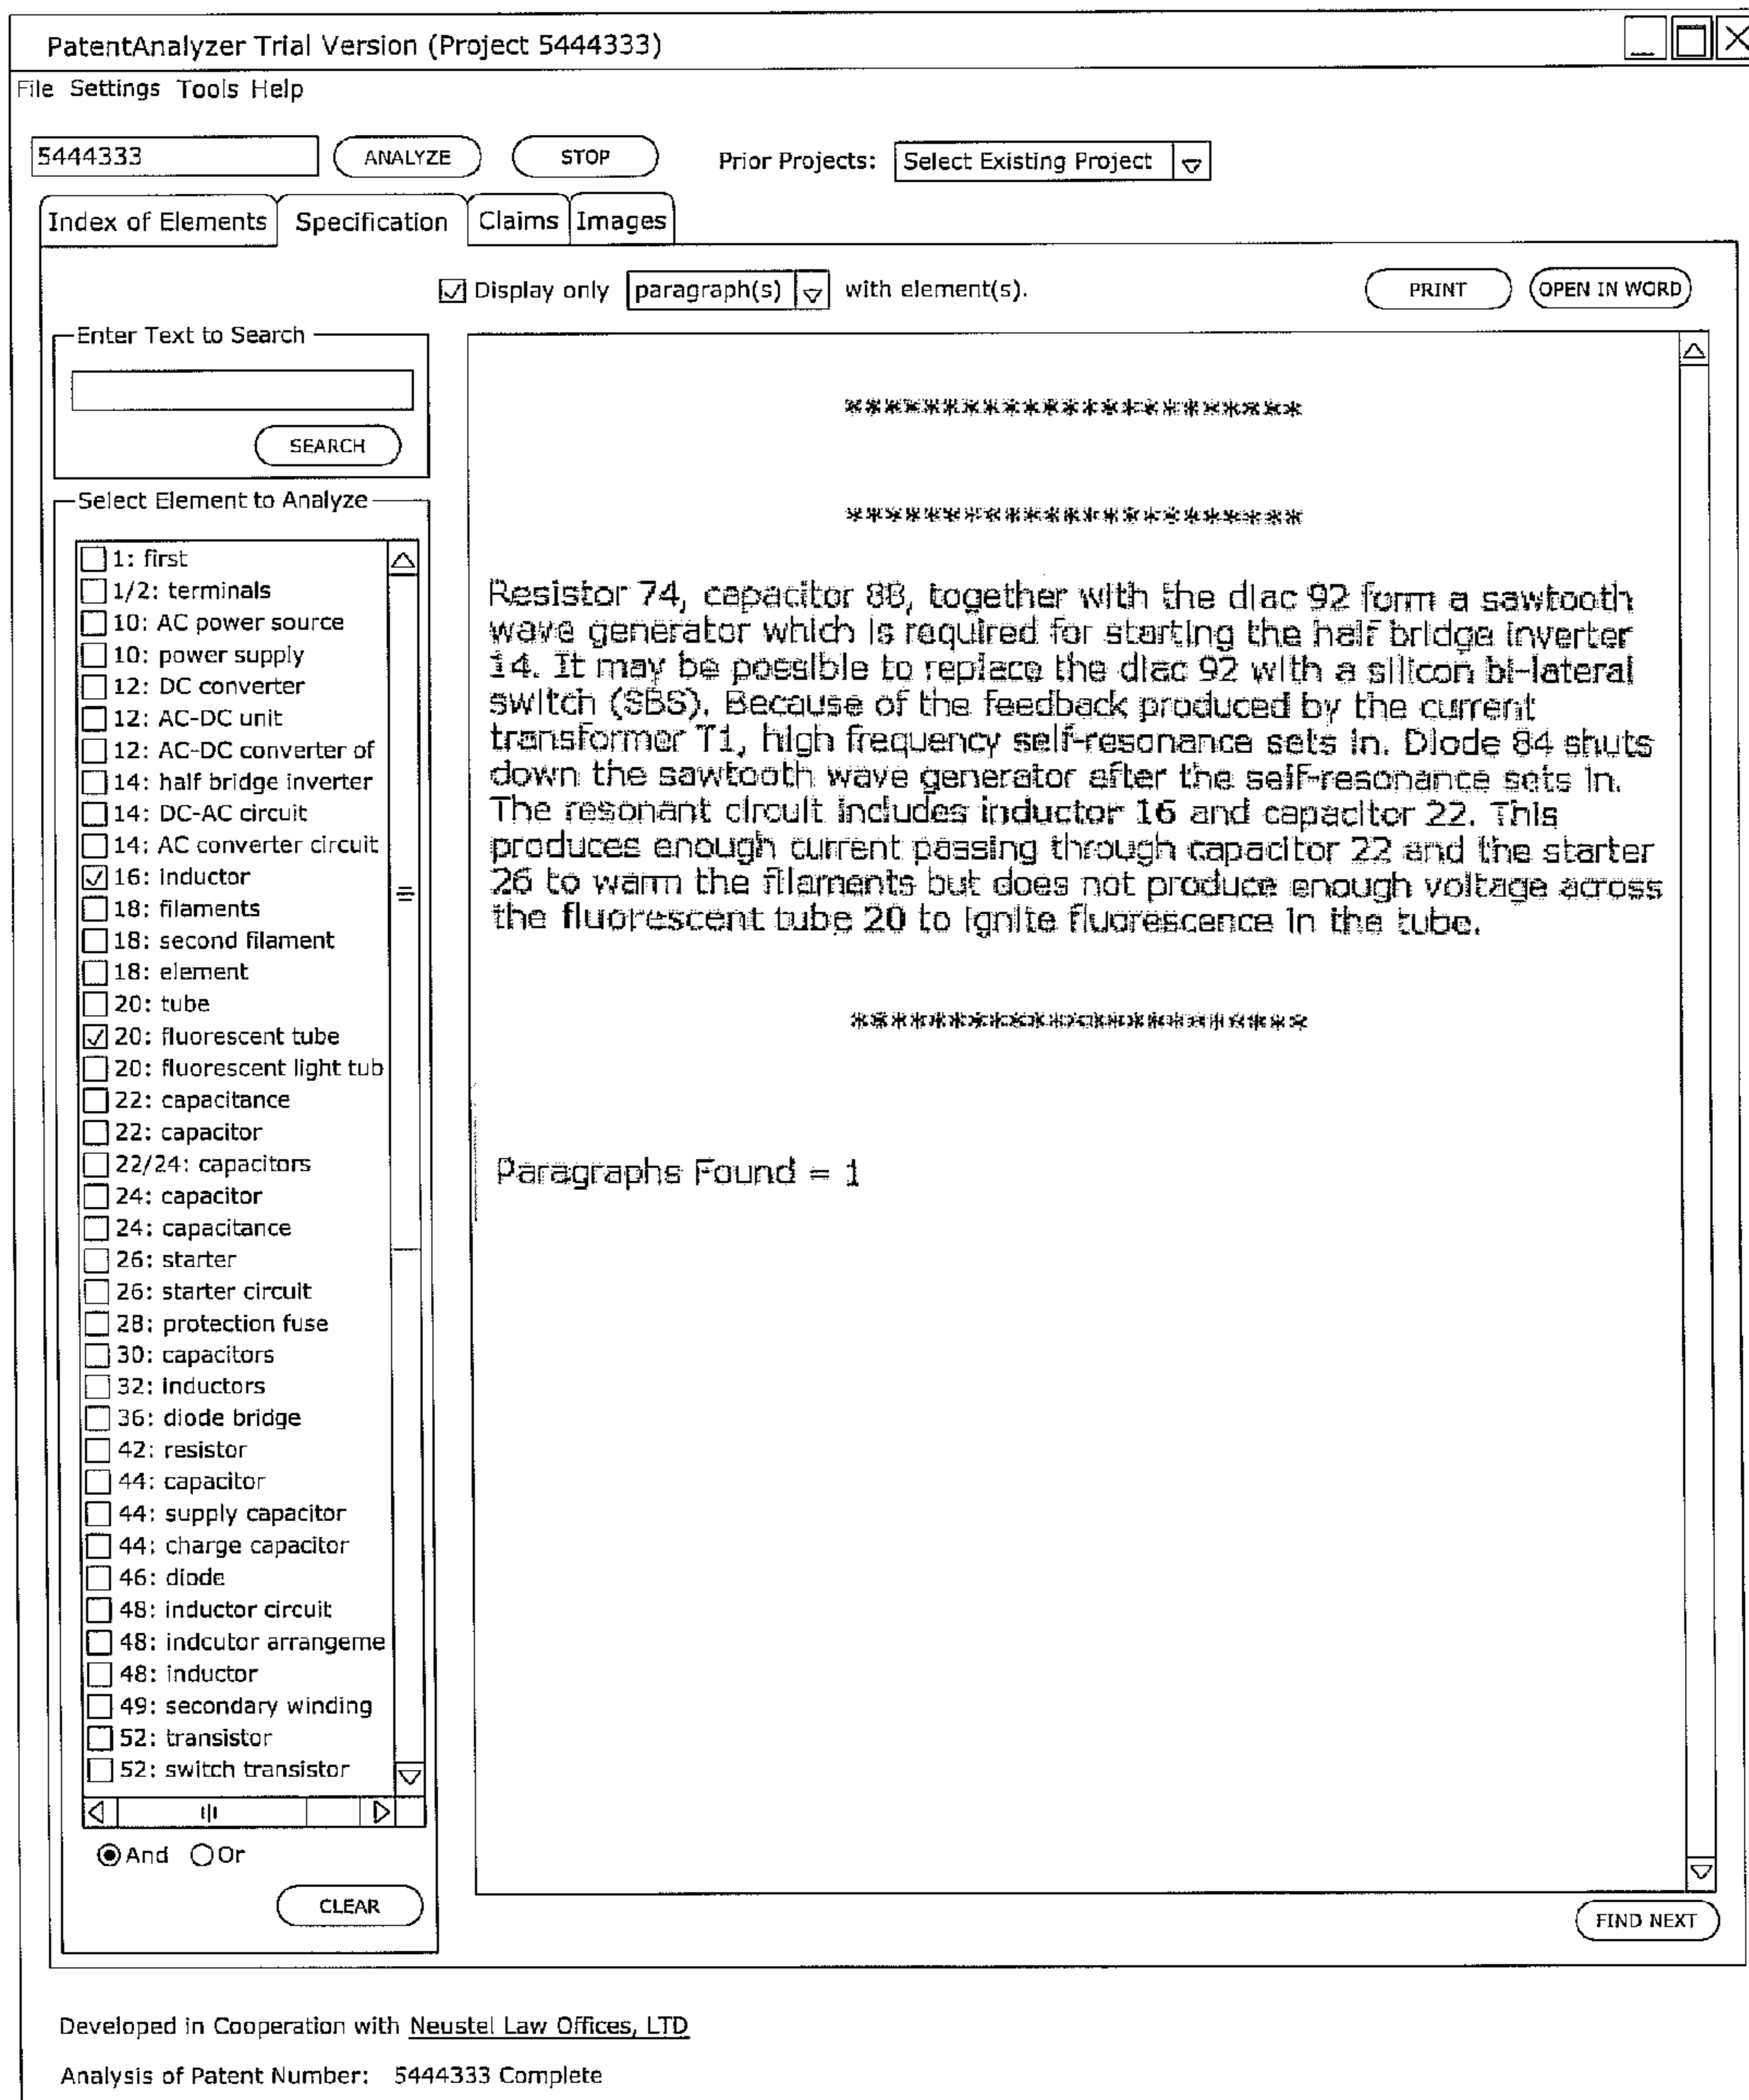 PatentAnalyzer Trial Version (Project 5444333)
File Settings Tools Help
5444333 ANALYZE STOP Prior Projects: Select Existing Project
Index of Elements Specification Claims Images
Display only paragraph(s) with element(s). PRINT OPEN IN WORD
Enter Text to Search
SEARCH
Select Element to Analyze
1: first
1/2: terminals
10: AC power source
10: power supply
12: DC converter
12: AC-DC unit
12: AC-DC converter of
14: half bridge inverter
14: DC-AC circuit
14: AC converter circuit
16: inductor
18: filaments
18: second filament
18: element
20: tube
20: fluorescent tube
20: fluorescent light tub
22: capacitance
22: capacitor
22/24: capacitors
24: capacitor
24: capacitance
26: starter
26: starter circuit
28: protection fuse
30: capacitors
32: inductors
36: diode bridge
42: resistor
44: capacitor
44: supply capacitor
44: charge capacitor
46: diode
48: inductor circuit
48: indcutor arrangeme
48: inductor
49: secondary winding
52: transistor
52: switch transistor
And Or
CLEAR
***********************
***********************
Resistor 74, capacitor 88, together with the diac 92 form a sawtooth
wave generator which is required for starting the half bridge inverter
14. It may be possible to replace the diac 92 with a silicon bi-lateral
switch (SBS). Because of the feedback produced by the current
transformer T1, high frequency self-resonance sets in. Diode 84 shuts
down the sawtooth wave generator after the self-resonance sets in.
The resonant circuit includes inductor 16 and capacitor 22. This
produces enough current passing through capacitor 22 and the starter
26 to warm the filaments but does not produce enough voltage across
the fluorescent tube 20 to ignite fluorescence in the tube.
***********************
Paragraphs Found = 1
FIND NEXT
Developed in Cooperation with Neustel Law Offices, LTD
Analysis of Patent Number: 5444333 Complete